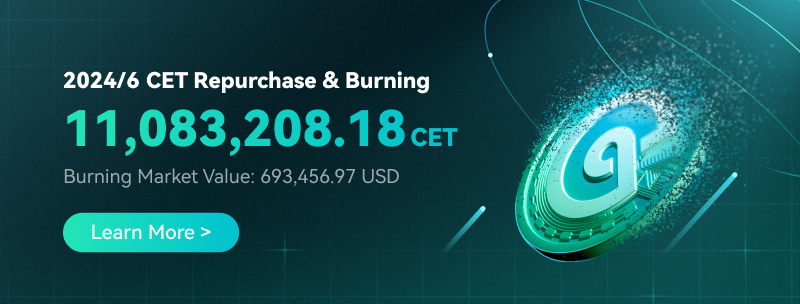 2024/6 CET Repurchase & Burning
11,083,208.18 CET
Burning Market Value: 693,456.97 USD
Learn More >